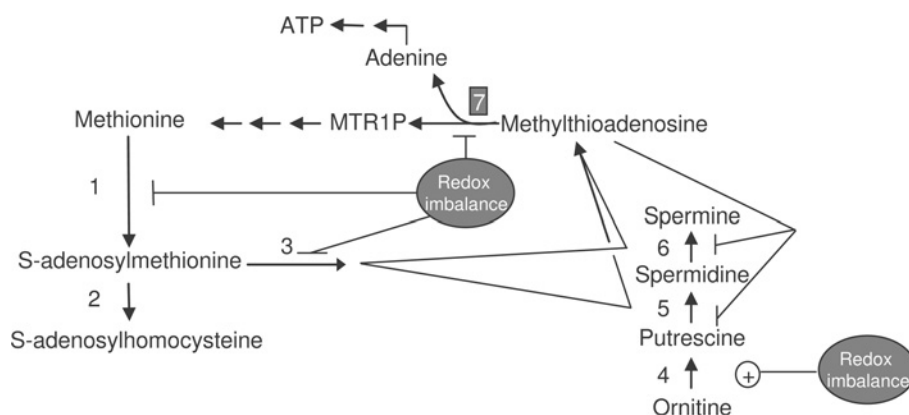 ATP
Adenine
7
Methionine
MTR1P
Methylthioadenosine
1
Redox
imbalance
Spermine
3
6
S-adenosylmethionine
Spermidine
2
5
S-adenosylhomocysteine
Putrescine
4
+
Redox
imbalance
Ornitine